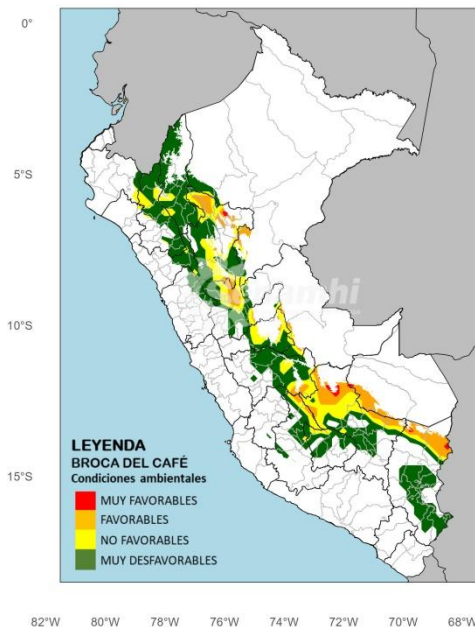 0°
5°S
10°S
15°S
LEYENDA
BROCA DEL CAFÉ
Condiciones ambientales
MUY FAVORABLES
FAVORABLES
NO FAVORABLES
MUY DESFAVORABLES
82°W 80°W 78°W 76°W 74°W 72°W 70°W 68°W